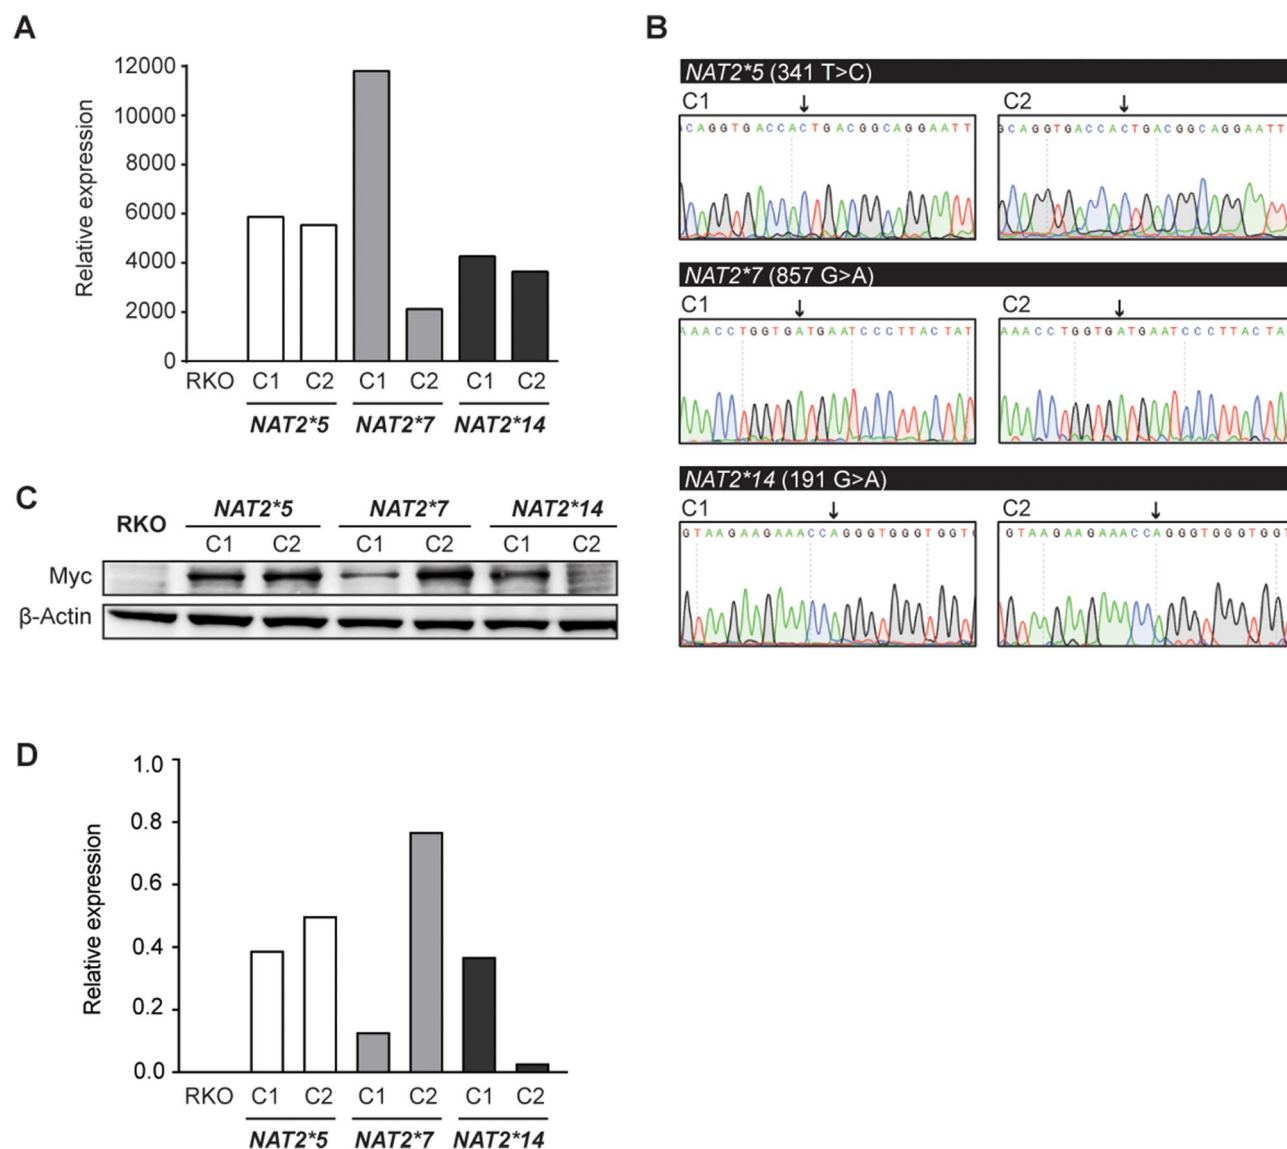 A
12000
10000
8000
6000
4000
2000
0
Relative expression
RKO C1 C2 C1 C2 C1 C2
NAT2*5 NAT2*7 NAT2*14
B
NAT2*5 (341 T>C)
C1 C2
CAGGTGACCACTGACGGCAGGAATT
GCAGGTGACCACTGACGGCAGGAATT
NAT2*7 (857 G>A)
C1 C2
AAACCTGGTGATGAATCCCTTACTAT
AAACCTGGTGATGAATCCCTTACTA
NAT2*14 (191 G>A)
C1 C2
GTAAGAAGAAACCAGGGTGGGTGGT
GTAAGAAGAAACCAGGGTGGGTGGT
C
RKO NAT2*5 NAT2*7 NAT2*14
C1 C2 C1 C2 C1 C2
Myc
β-Actin
D
1.0
0.8
0.6
0.4
0.2
0.0
Relative expression
RKO C1 C2 C1 C2 C1 C2
NAT2*5 NAT2*7 NAT2*14